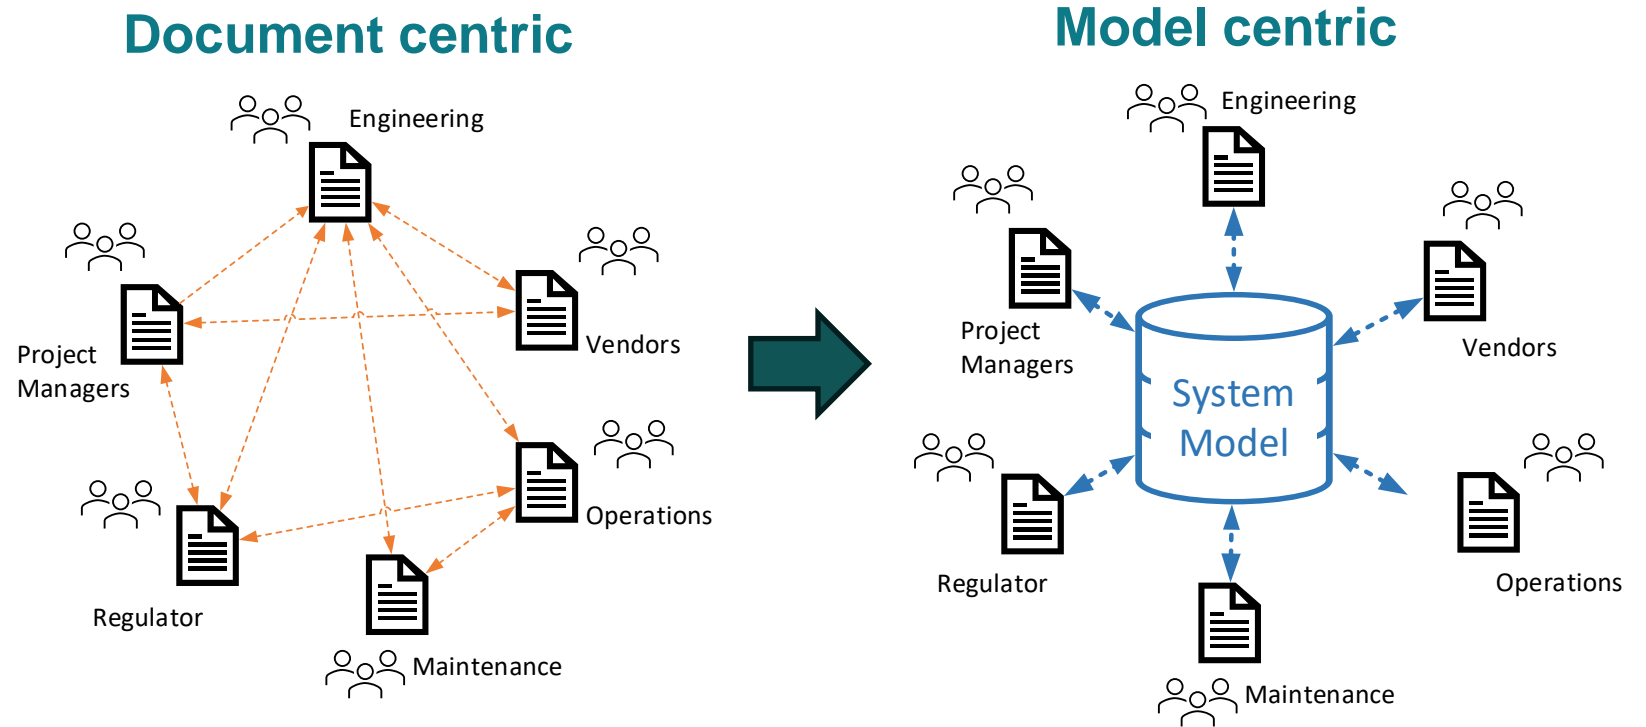 Document centric
Engineering
Vendors
Project
Managers
Operations
Regulator
Maintenance
Model centric
Engineering
Project
Managers
Vendors
System
Model
Regulator
Operations
Maintenance